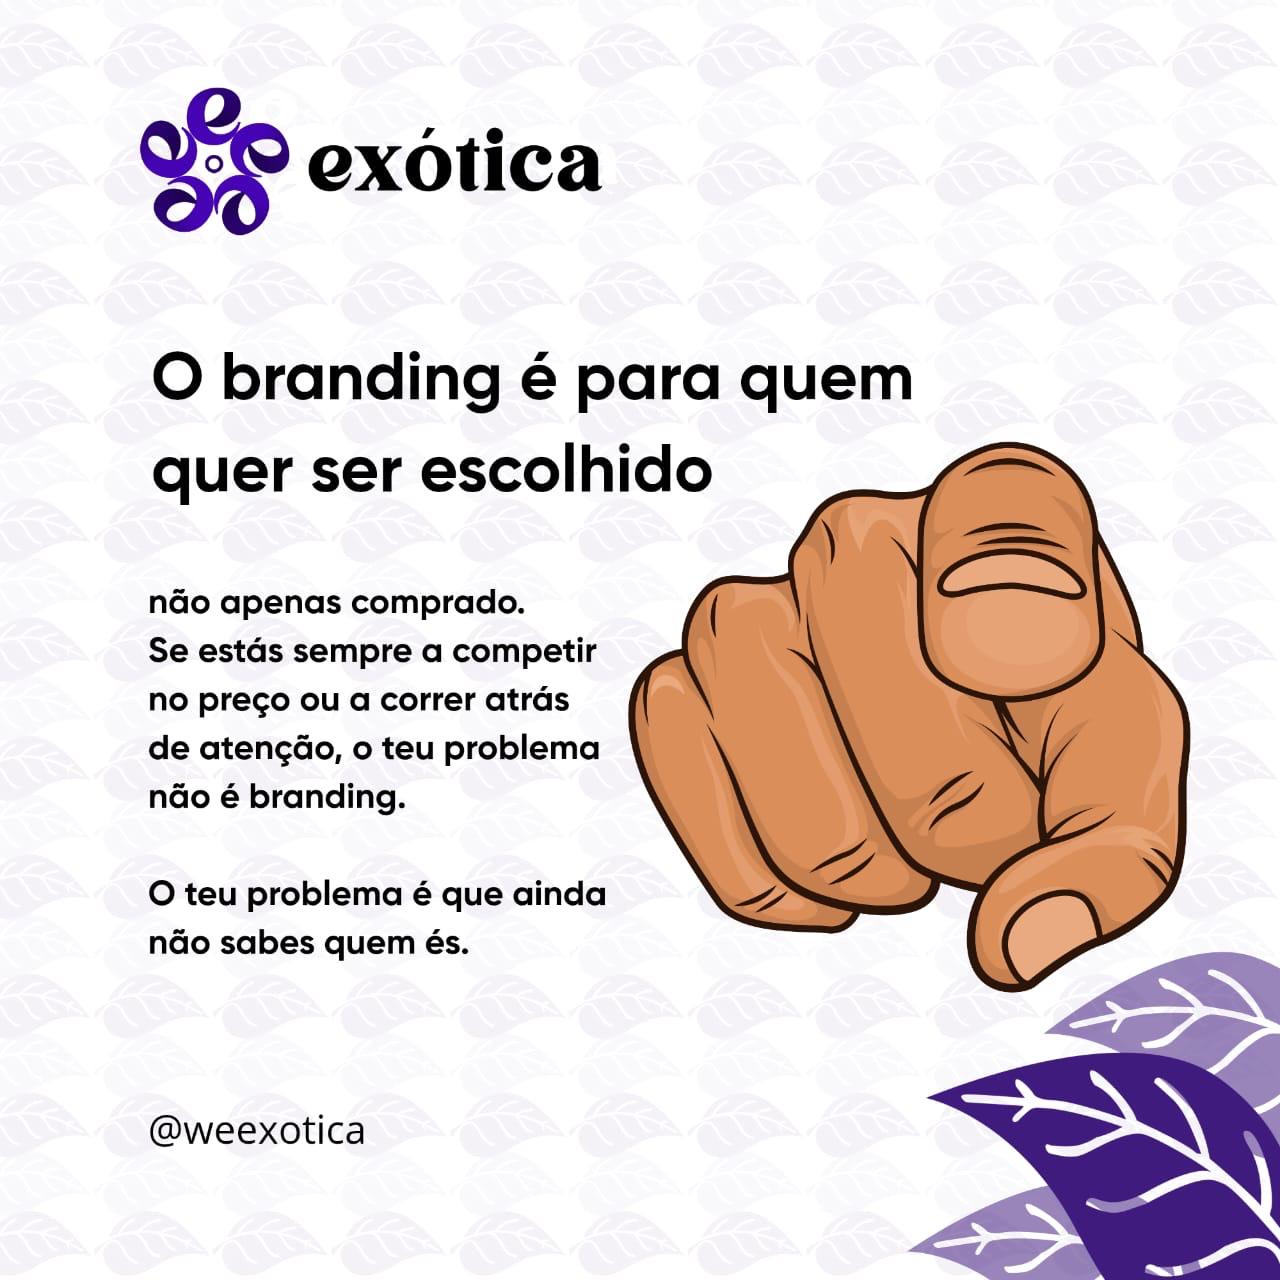 exótica
O branding é para quem
quer ser escolhido
não apenas comprado.
Se estás sempre a competir
no preço ou a correr atrás
de atenção, o teu problema
não é branding.
O teu problema é que ainda
não sabes quem és.
@weexotica